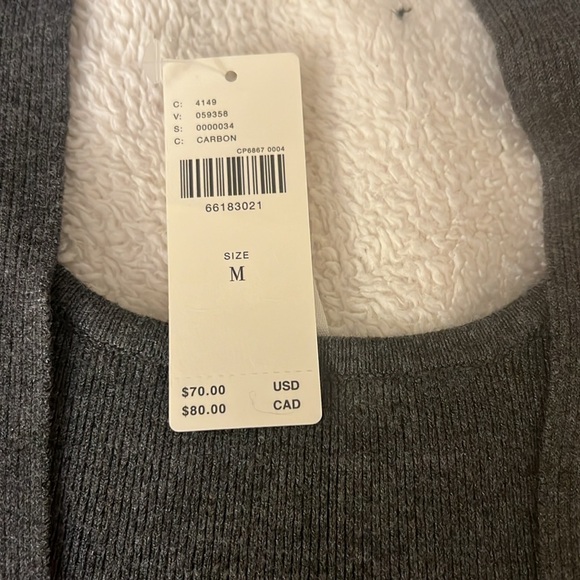 C: 4149
V: 059358
S: 0000034
C: CARBON
CP6867 0004
66183021
SIZE
M
$70.00 USD
$80.00 CAD